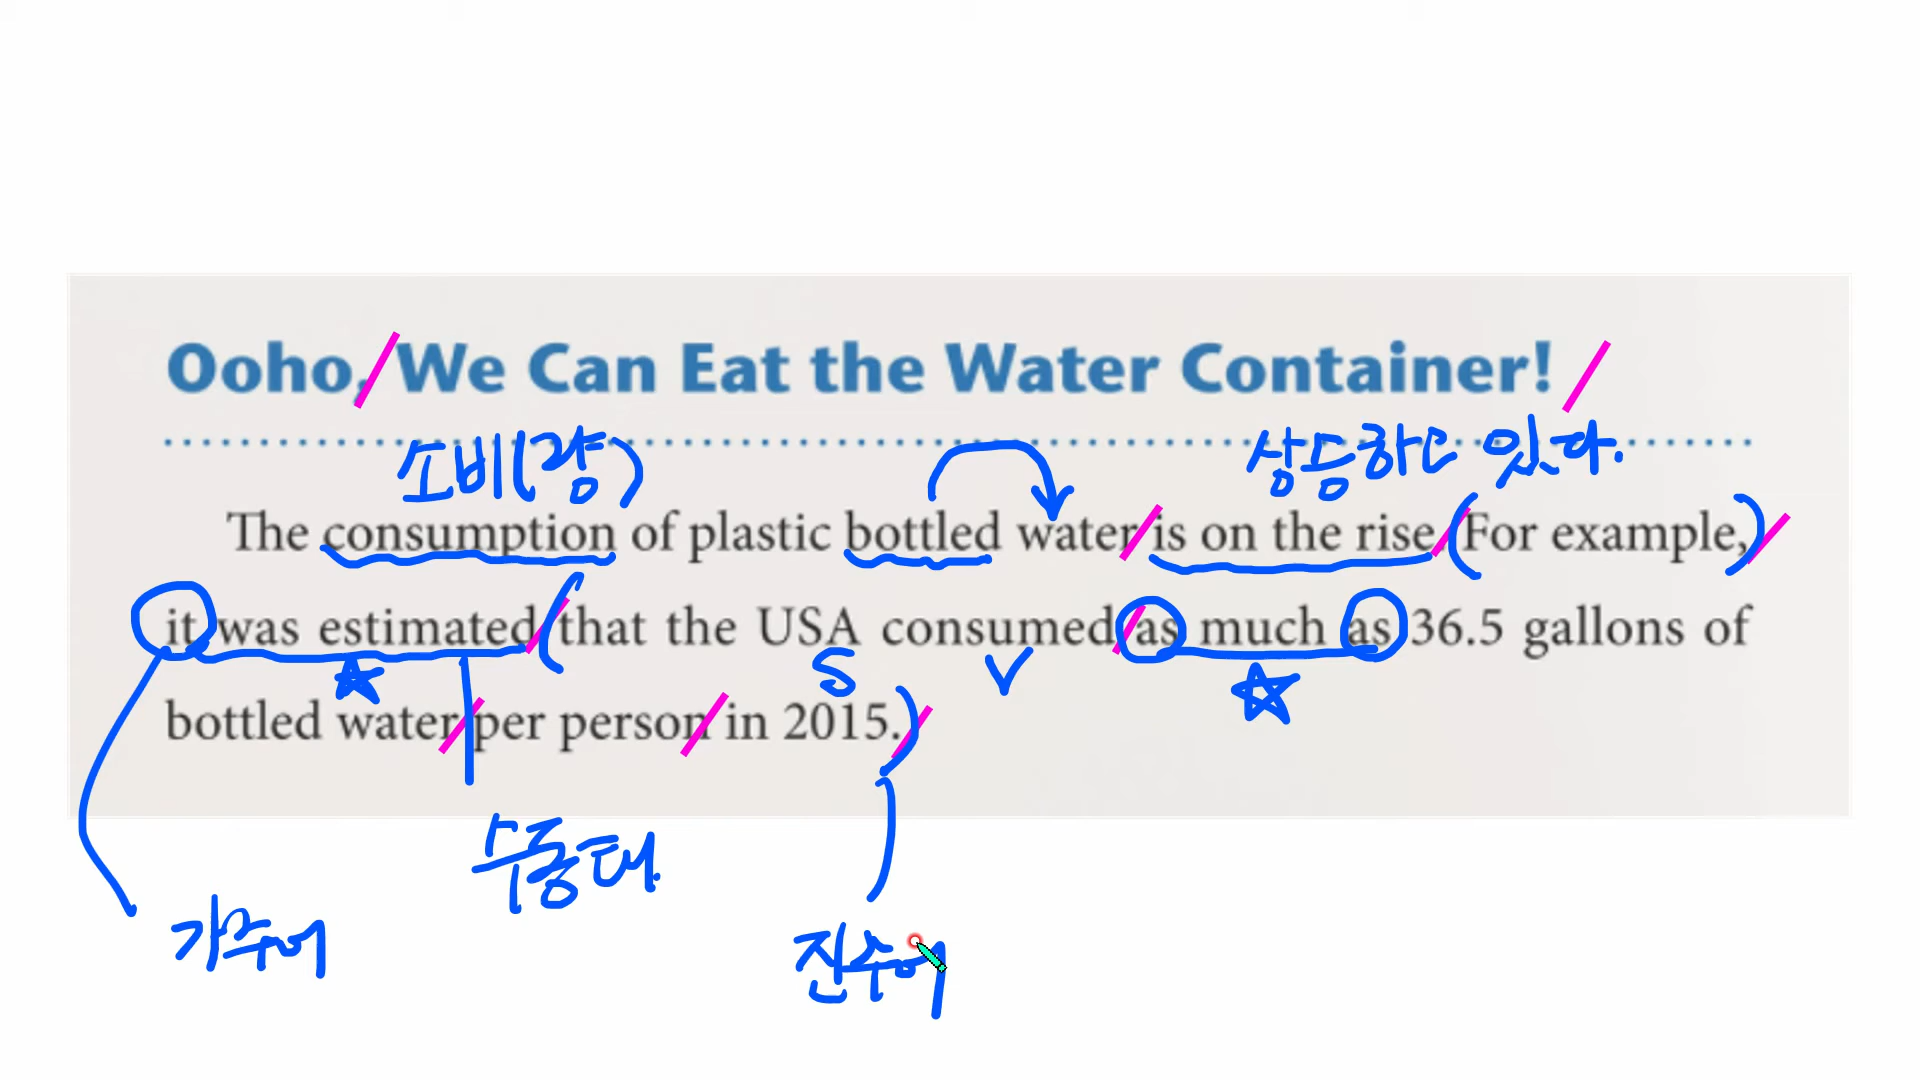 Ooho, We Can Eat the Water Container!
소비(량)
상승하고 있다.
The consumption of plastic bottled water is on the rise. For example,
it was estimated that the USA consumed as much as 36.5 gallons of
S V
bottled water per person in 2015.
수동태
가주어
진주어